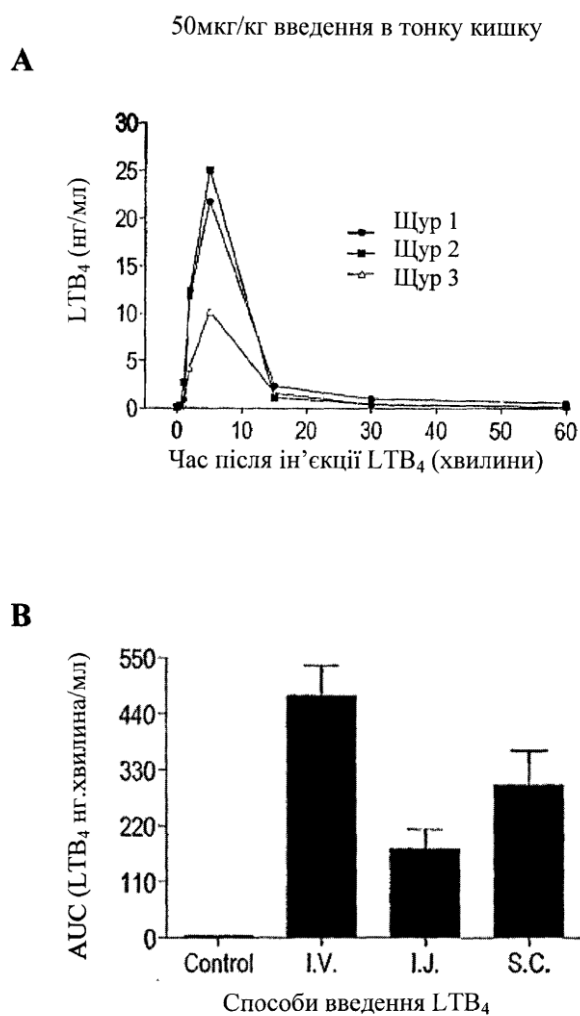 50мкг/кг введення в тонку кишку
A
LTB₄ (нг/мл)
30
25
20
15
10
5
0
Щур 1
Щур 2
Щур 3
0 10 20 30 40 50 60
Час після ін’єкції LTB₄ (хвилини)
B
AUC (LTB₄ нг.хвилина/мл)
550
440
330
220
110
0
Control I.V. I.J. S.C.
Способи введення LTB₄